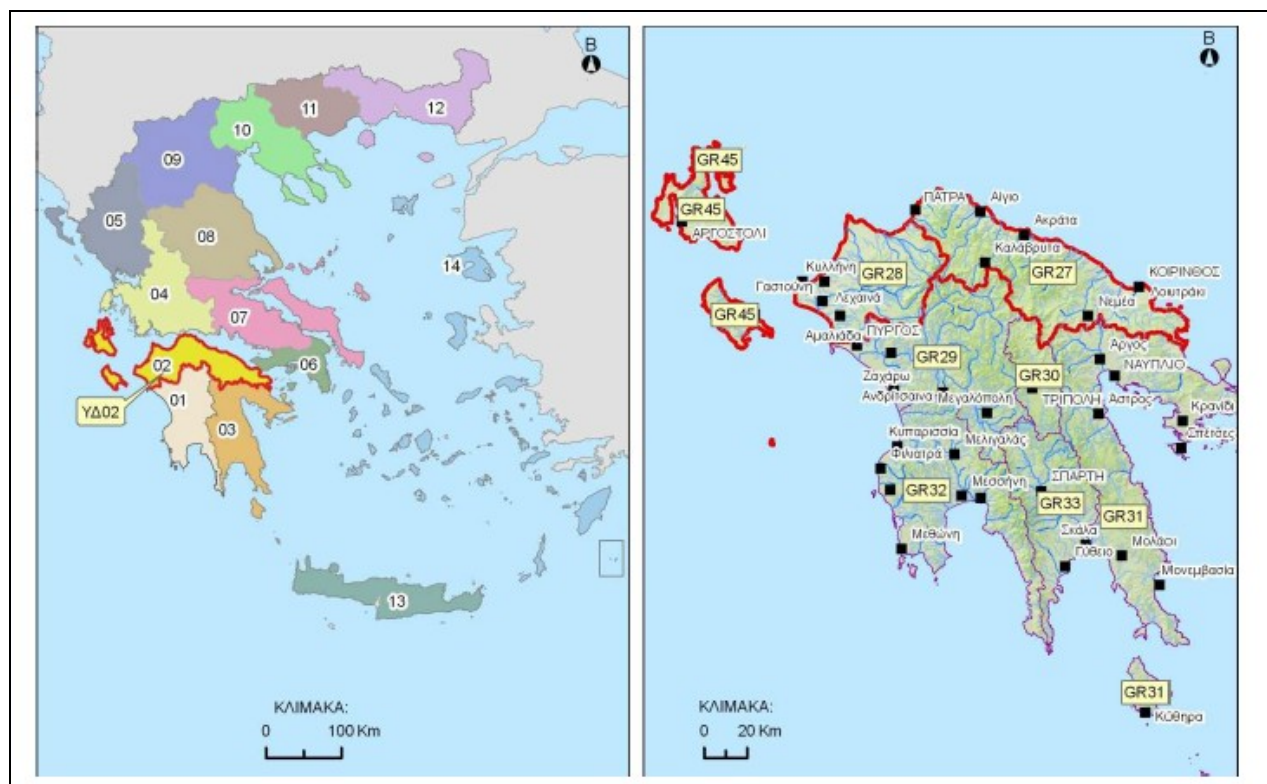 Β
11
12
10
09
05
08
14
04
07
02
06
ΥΔ02
01
03
13
ΚΛΙΜΑΚΑ:
0 100 Km
Β
GR45
GR45
ΑΡΓΟΣΤΟΛΙ
ΠΑΤΡΑ
Αίγιο
Ακράτα
Καλάβρυτα
Κυλλήνη
GR28
GR27
ΚΟΙΡΙΝΘΟΣ
Λουτράκι
Γαστούνη
Λεχαινά
Νεμέα
GR45
Αμαλιάδα
ΠΥΡΓΟΣ
GR29
Άργος
ΝΑΥΠΛΙΟ
Ζαχάρω
GR30
Ανδρίτσαινα
Μεγαλόπολη
ΤΡΙΠΟΛΗ
Άστρος
Κρανίδι
Σπέτσες
Κυπαρισσία
Μελιγαλάς
Φιλιατρά
GR32
Μεσσήνη
ΣΠΑΡΤΗ
GR33
GR31
Σκάλα
Μεθώνη
Γύθειο
Μολάοι
Μονεμβασία
GR31
Κύθηρα
ΚΛΙΜΑΚΑ:
0 20 Km